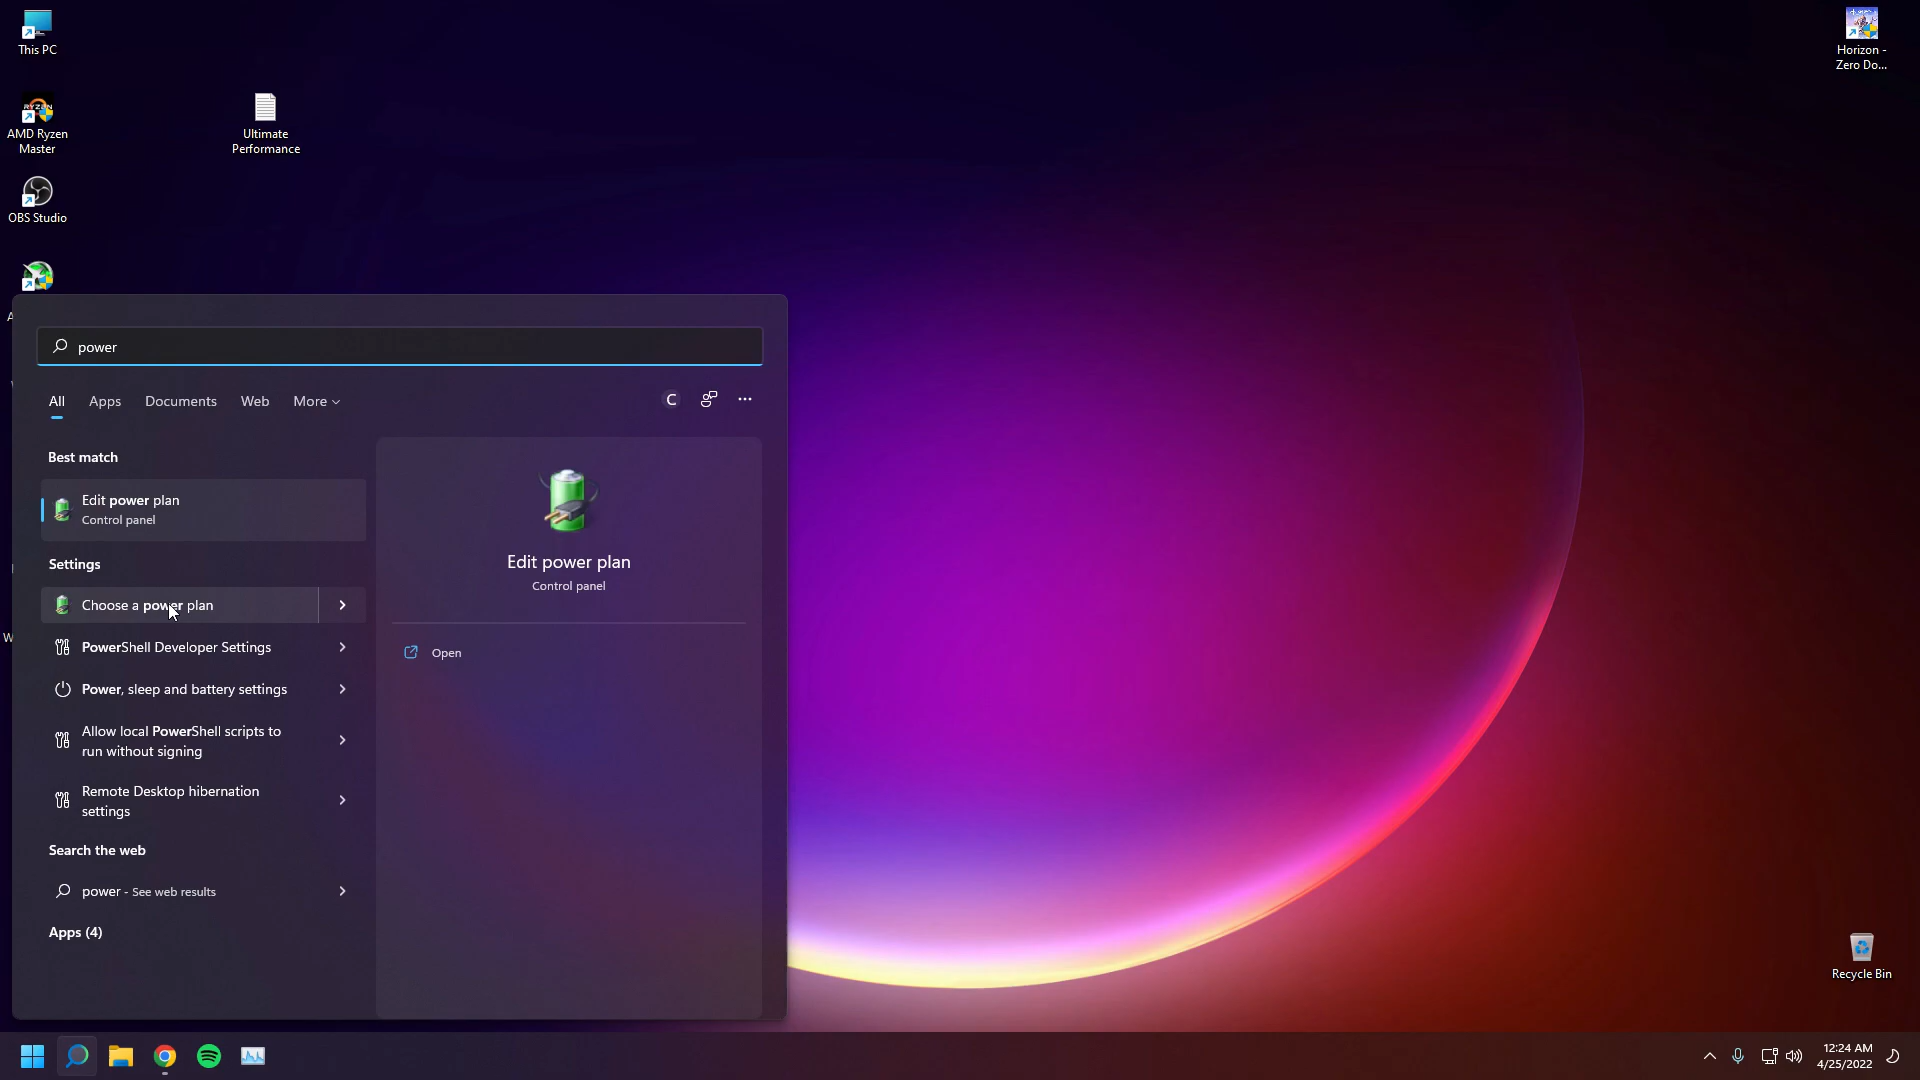 This PC
AMD Ryzen
Master
OBS Studio
Ultimate
Performance
Horizon -
Zero Do...
power
All
Apps
Documents
Web
More
C
Best match
Edit power plan
Control panel
Settings
Choose a power plan
PowerShell Developer Settings
Power, sleep and battery settings
Allow local PowerShell scripts to
run without signing
Remote Desktop hibernation
settings
Search the web
power - See web results
Apps (4)
Edit power plan
Control panel
Open
Recycle Bin
12:24 AM
4/25/2022